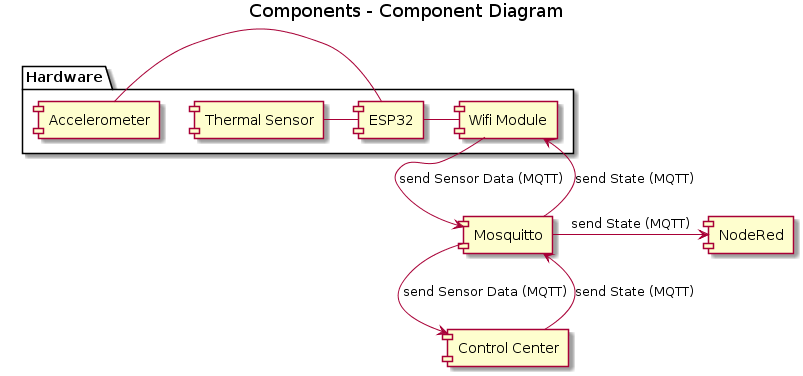 Components - Component Diagram
Hardware
Accelerometer
Thermal Sensor
ESP32
Wifi Module
send Sensor Data (MQTT)
send State (MQTT)
Mosquitto
send State (MQTT)
NodeRed
send Sensor Data (MQTT)
send State (MQTT)
Control Center